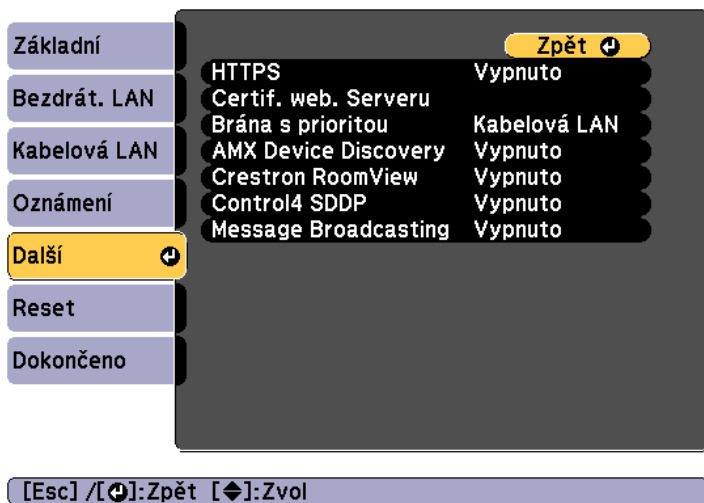 Základní
Bezdrát. LAN
Kabelová LAN
Oznámení
Další
Reset
Dokončeno
Zpět
HTTPS Vypnuto
Certif. web. Serveru
Brána s prioritou Kabelová LAN
AMX Device Discovery Vypnuto
Crestron RoomView Vypnuto
Control4 SDDP Vypnuto
Message Broadcasting Vypnuto
[Esc] /[⏎]:Zpět [◆]:Zvol